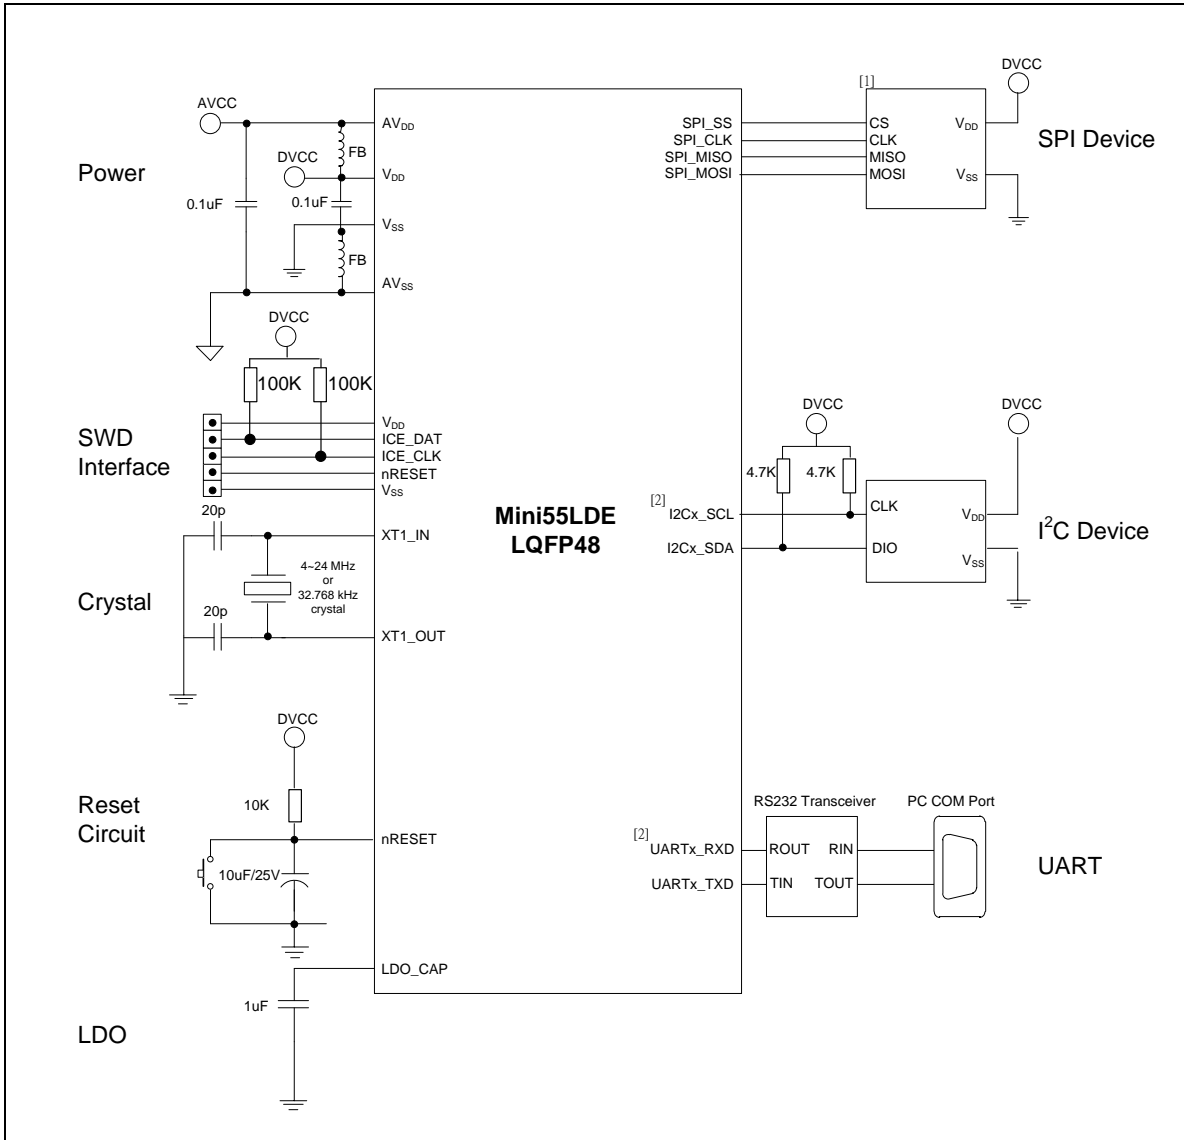 Power
AVCC
DVCC
FB
0.1uF
0.1uF
FB
AVDD
VDD
VSS
AVSS
SWD
Interface
DVCC
100K
100K
VDD
ICE_DAT
ICE_CLK
nRESET
VSS
Crystal
20p
20p
4~24 MHz
or
32.768 kHz
crystal
XT1_IN
XT1_OUT
Reset
Circuit
DVCC
10K
10uF/25V
nRESET
LDO
1uF
LDO_CAP
Mini55LDE
LQFP48
SPI_SS
SPI_CLK
SPI_MISO
SPI_MOSI
[1]
CS
CLK
MISO
MOSI
VDD
VSS
DVCC
SPI Device
[2]
I2Cx_SCL
I2Cx_SDA
DVCC
4.7K
4.7K
CLK
DIO
VDD
VSS
DVCC
I²C Device
[2]
UARTx_RXD
UARTx_TXD
RS232 Transceiver
ROUT
RIN
TIN
TOUT
PC COM Port
UART